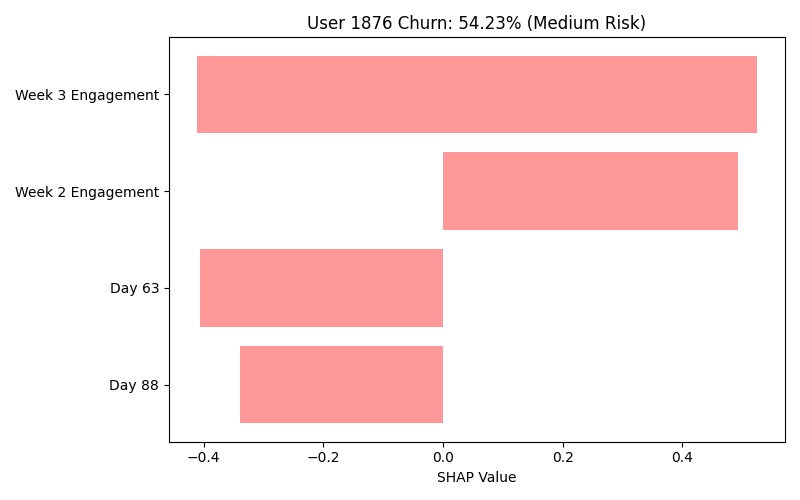 User 1876 Churn: 54.23% (Medium Risk)
Week 3 Engagement
Week 2 Engagement
Day 63
Day 88
−0.4 −0.2 0.0 0.2 0.4
SHAP Value